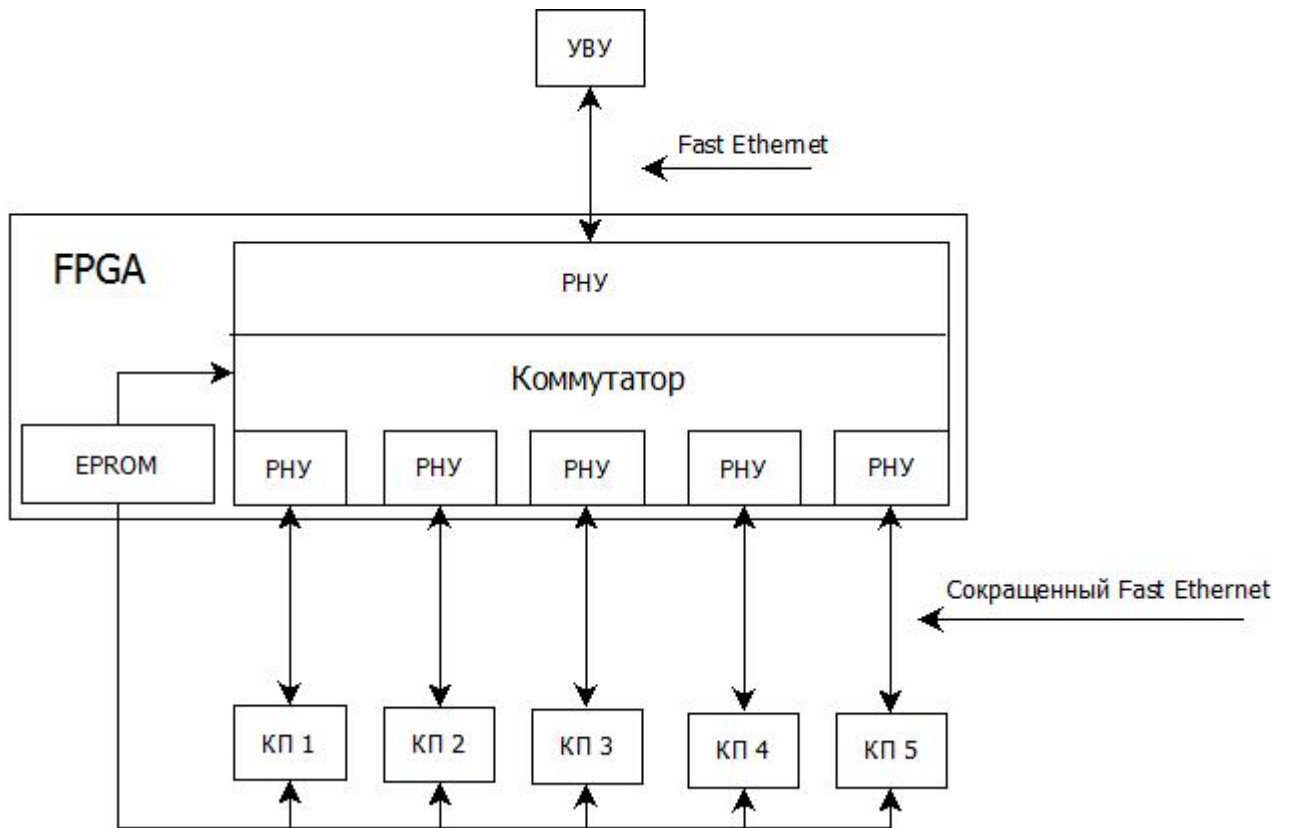 УВУ
Fast Ethernet
FPGA
РНУ
Коммутатор
EPROM
РНУ
РНУ
РНУ
РНУ
РНУ
Сокращенный Fast Ethernet
КП 1
КП 2
КП 3
КП 4
КП 5